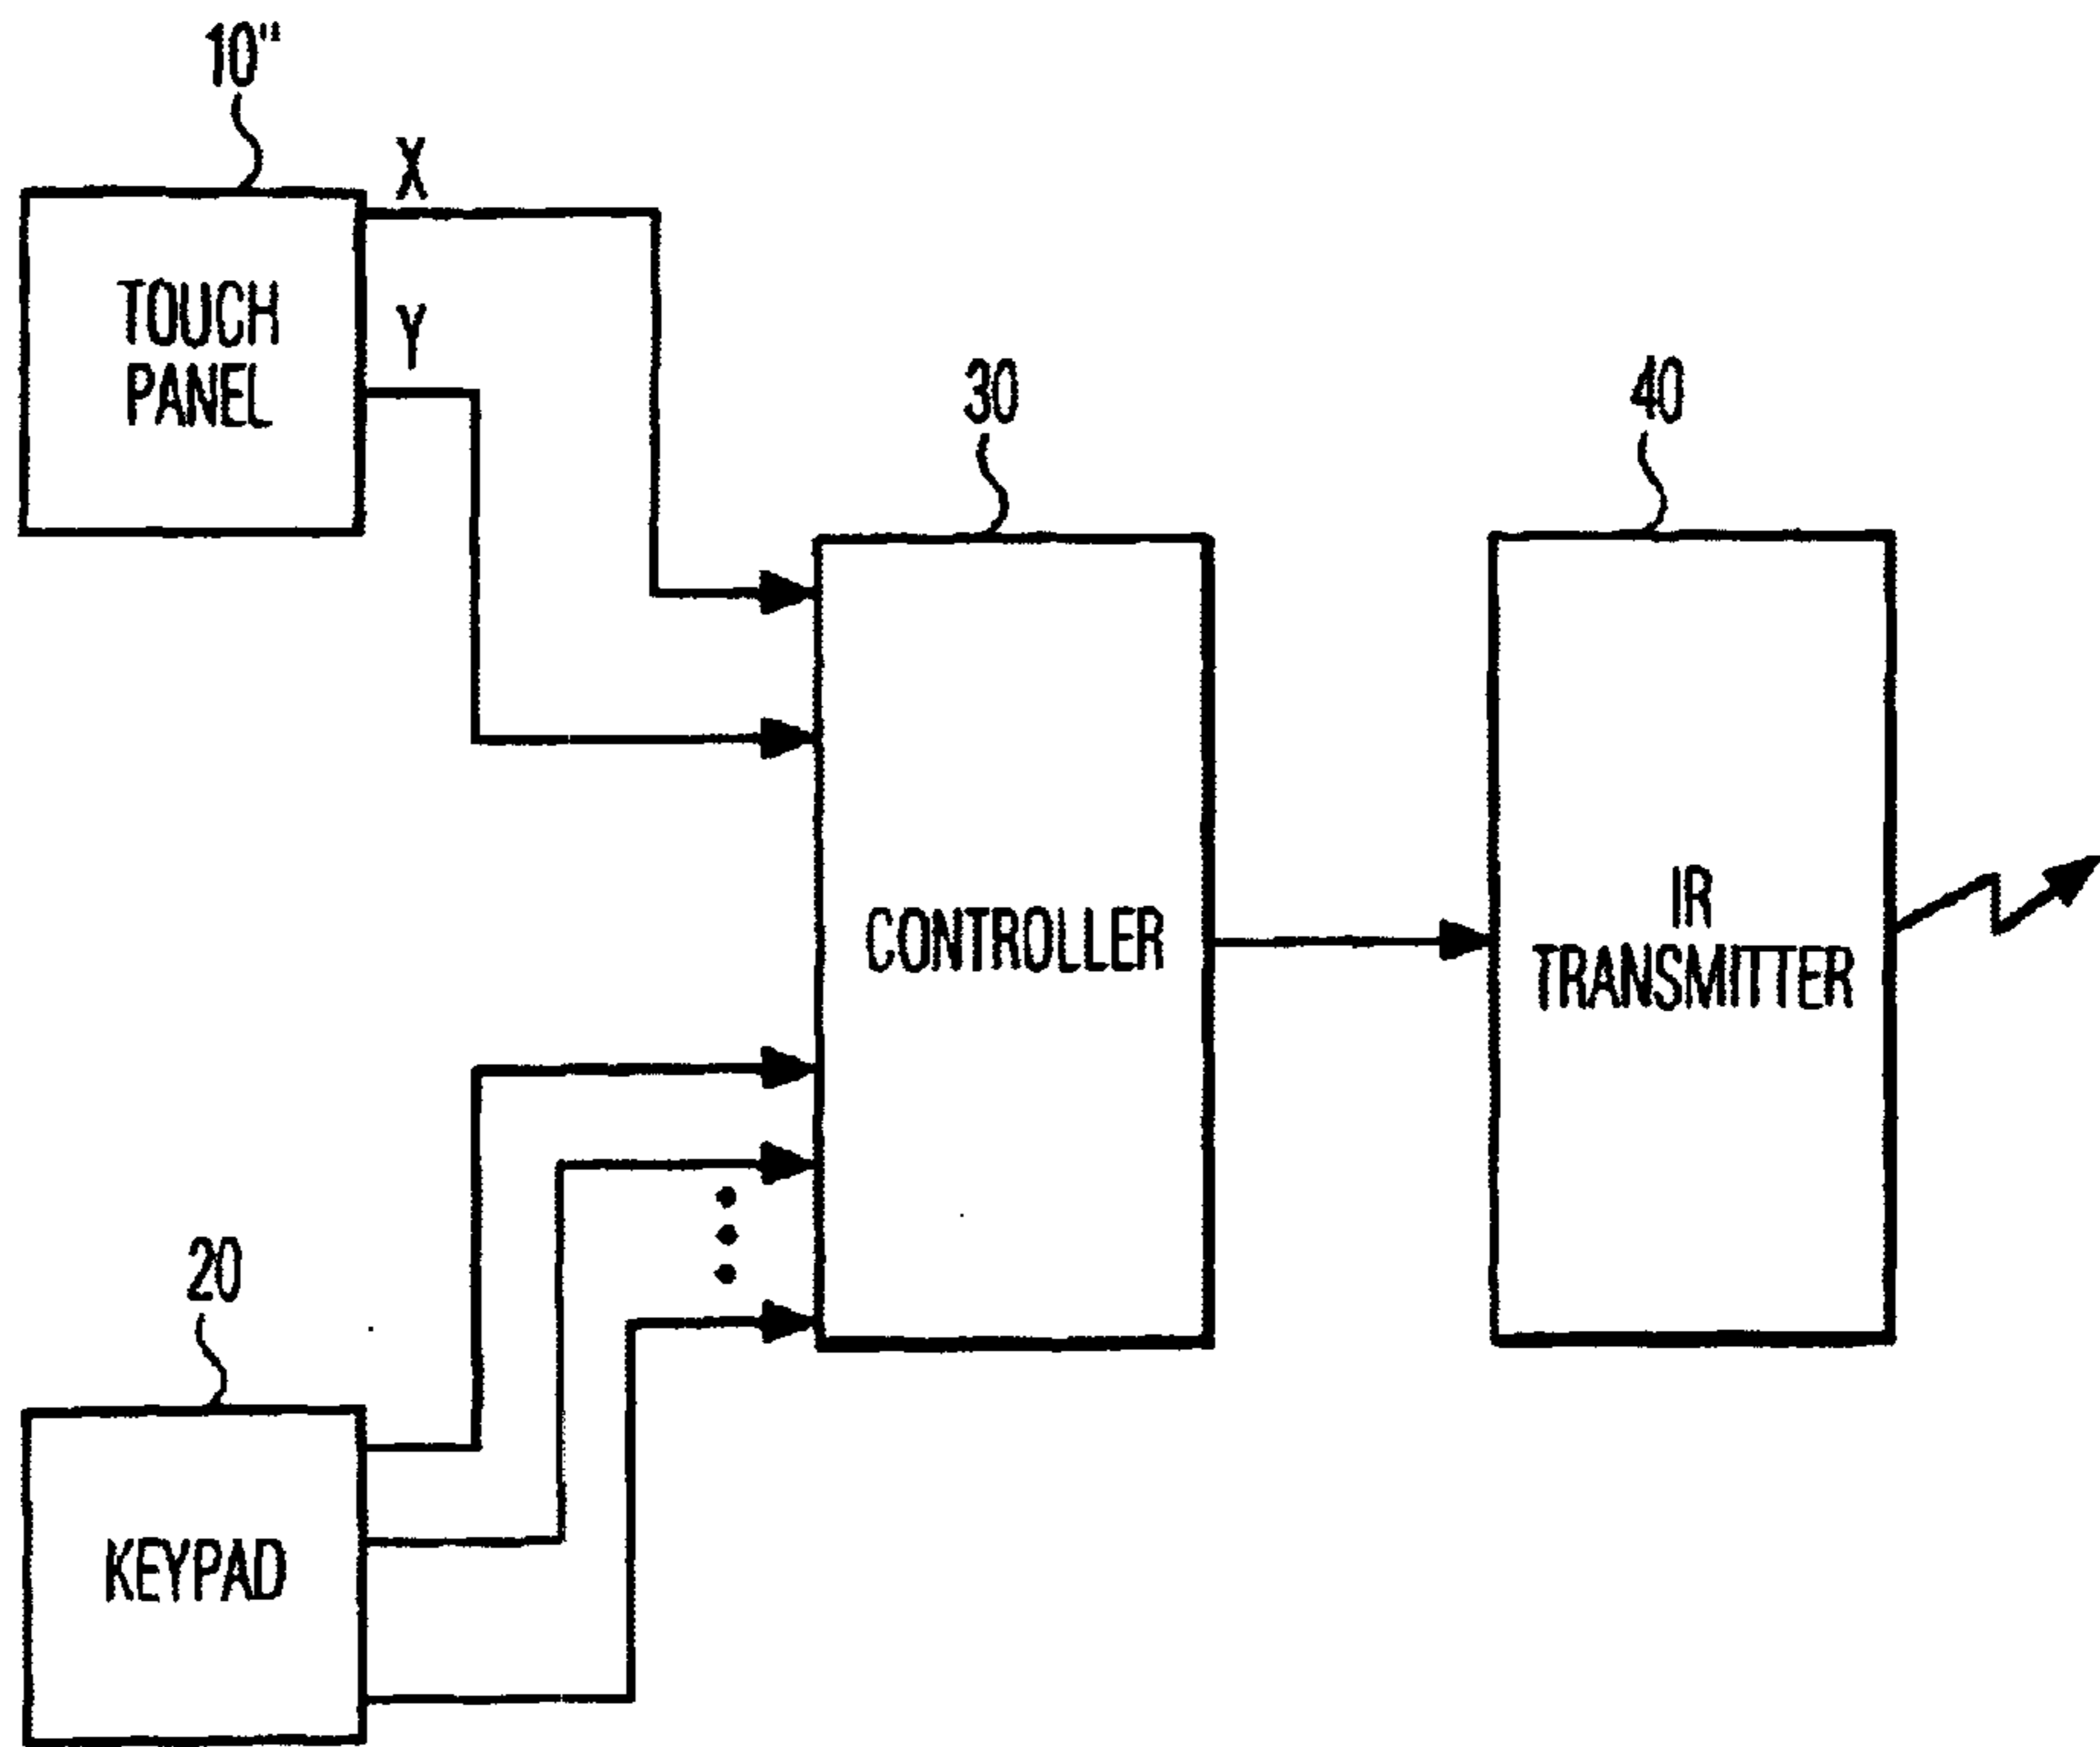 10"
X
TOUCH
PANEL
Y
30
40
CONTROLLER
IR
TRANSMITTER
20
KEYPAD